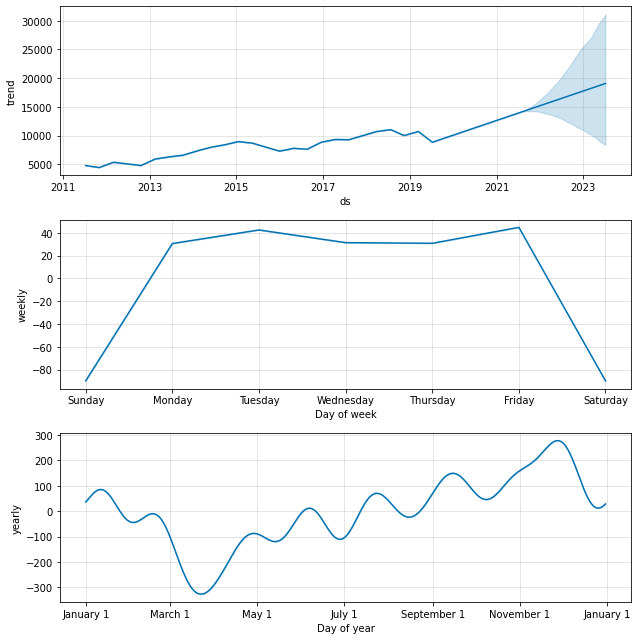 30000
25000
20000
15000
10000
5000
trend
2011 2013 2015 2017 2019 2021 2023
ds
40
20
0
−20
−40
−60
−80
weekly
Sunday Monday Tuesday Wednesday Thursday Friday Saturday
Day of week
300
200
100
0
−100
−200
−300
yearly
January 1 March 1 May 1 July 1 September 1 November 1 January 1
Day of year